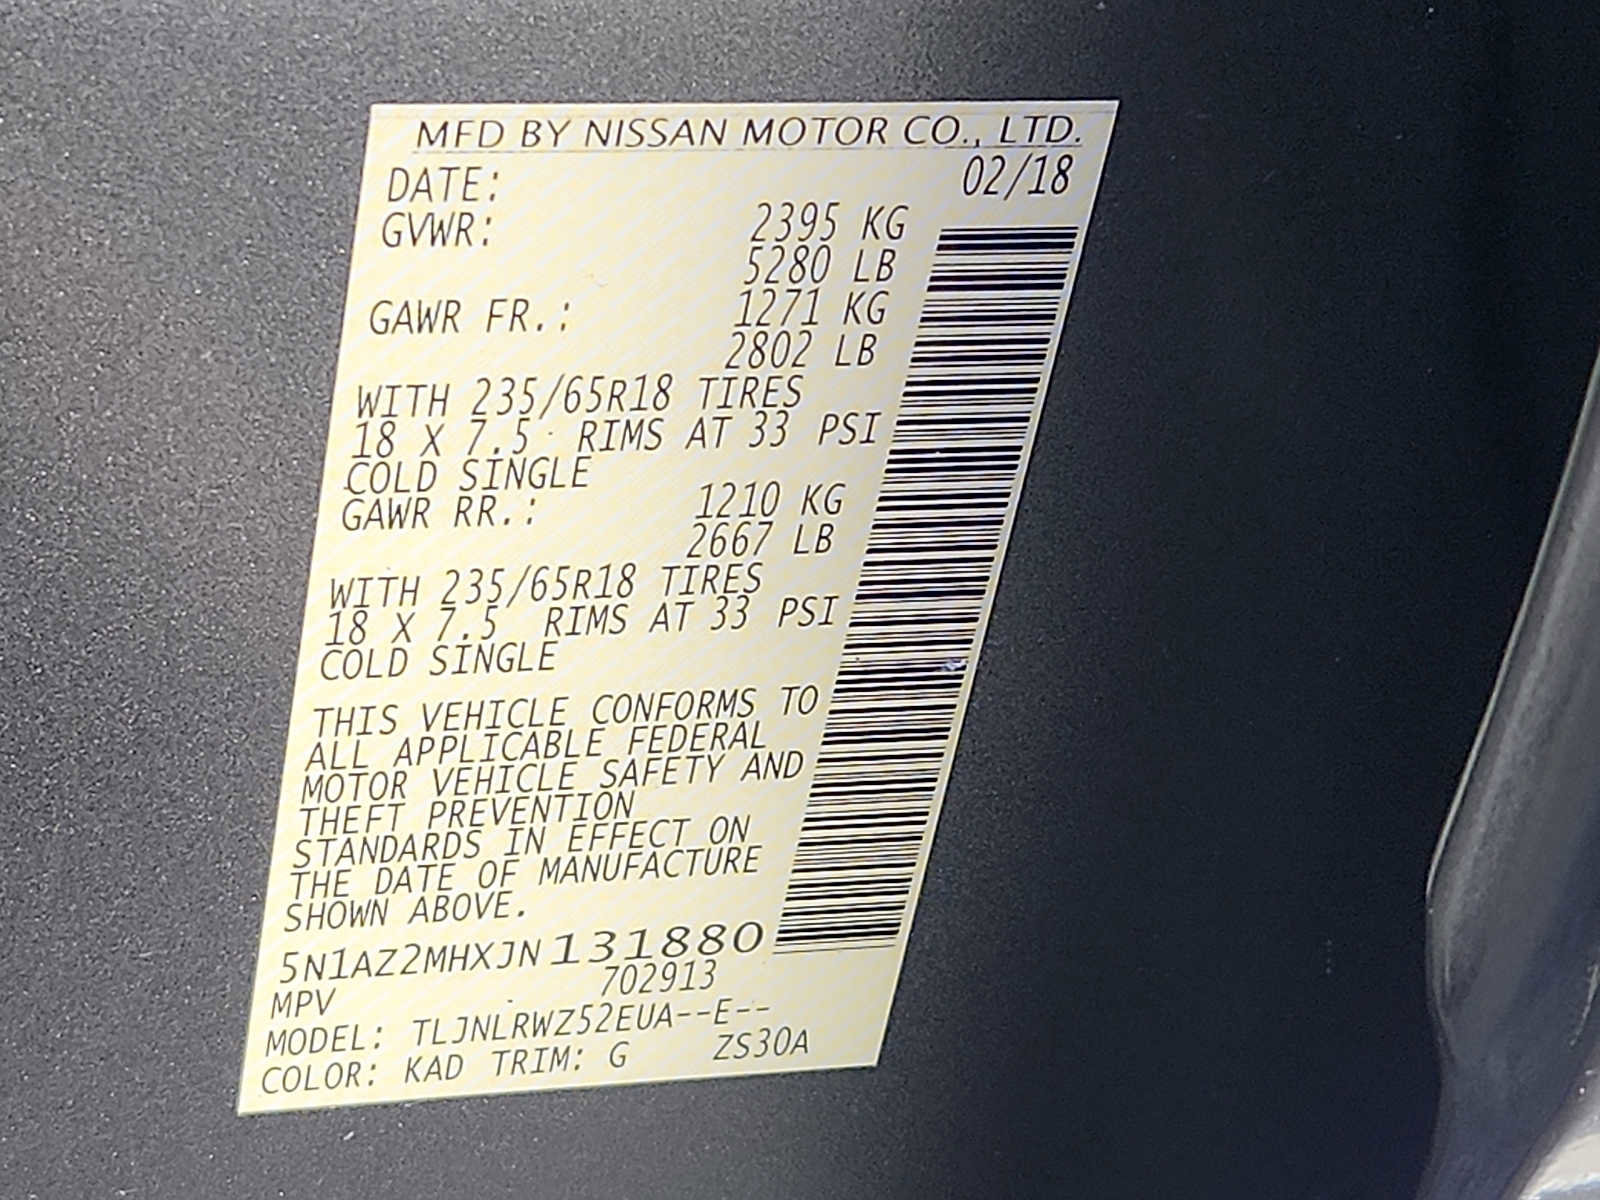 MFD BY NISSAN MOTOR CO., LTD.
DATE: 02/18
GVWR: 2395 KG
5280 LB
GAWR FR.: 1271 KG
2802 LB
WITH 235/65R18 TIRES
18 X 7.5 RIMS AT 33 PSI
COLD SINGLE
GAWR RR.: 1210 KG
2667 LB
WITH 235/65R18 TIRES
18 X 7.5 RIMS AT 33 PSI
COLD SINGLE
THIS VEHICLE CONFORMS TO
ALL APPLICABLE FEDERAL
MOTOR VEHICLE SAFETY AND
THEFT PREVENTION
STANDARDS IN EFFECT ON
THE DATE OF MANUFACTURE
SHOWN ABOVE.
5N1AZ2MHXJN131880
MPV 702913
MODEL: TLJNLRWZ52EUA--E--
COLOR: KAD TRIM: G ZS30A